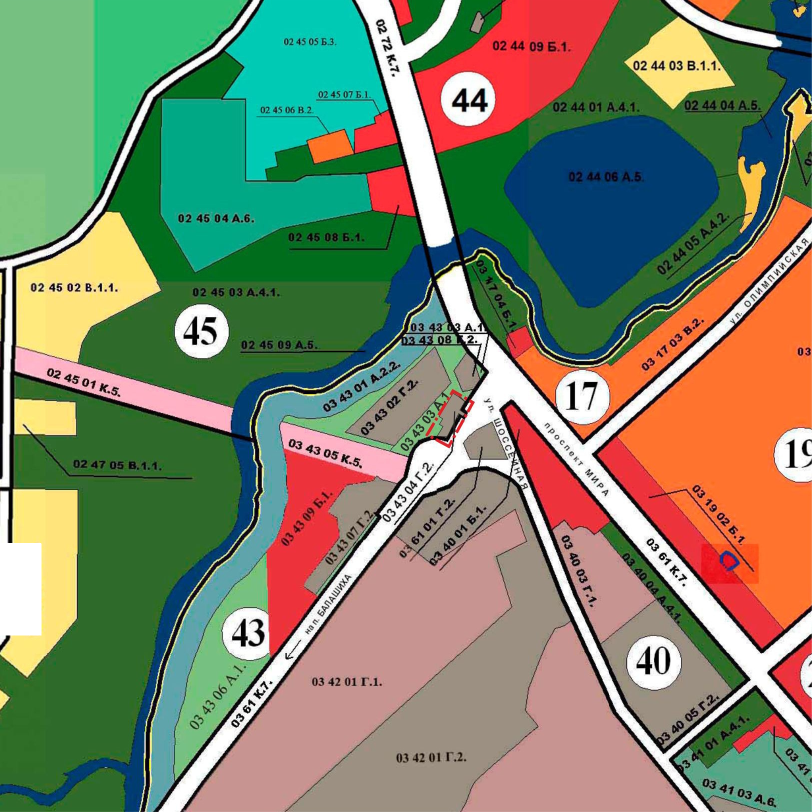 02 45 05 Б.3.
02 72 К.7.
02 44 09 Б.1.
02 44 03 В.1.1.
02 45 07 Б.1.
02 45 06 В.2.
44
02 44 01 А.4.1.
02 44 04 А.5.
02 44 06 А.5.
02 45 04 А.6.
02 45 08 Б.1.
02 44 05 А.4.2.
02 45 02 В.1.1.
02 45 03 А.4.1.
03 17 04 Б.1.
ул. ОЛИМПИЙСКАЯ
45
02 45 09 А.5.
03 43 03 А.1.
03 43 08 Г.2.
03 17 03 В.2.
03
02 45 01 К.5.
03 43 01 А.2.2.
03 43 02 Г.2.
03 43 03 А.1
17
ул. ШОССЕЙНАЯ
проспект МИРА
19
03 43 05 К.5.
02 47 05 В.1.1.
03 43 04 Г.2.
03 43 09 Б.1.
03 43 07 Г.2.
03 61 01 Г.2.
03 40 01 Б.1.
03 19 02 Б.1
03 61 К.7.
03 40 03 Г.1.
03 40 04 А.4.1.
на п. БАЛАШИХА
43
40
03 43 06 А.1.
03 61 К.7.
03 42 01 Г.1.
03 40 05 Г.2.
03 42 01 Г.2.
03 41 01 А.4.1.
03 41
03 41 03 А.6.